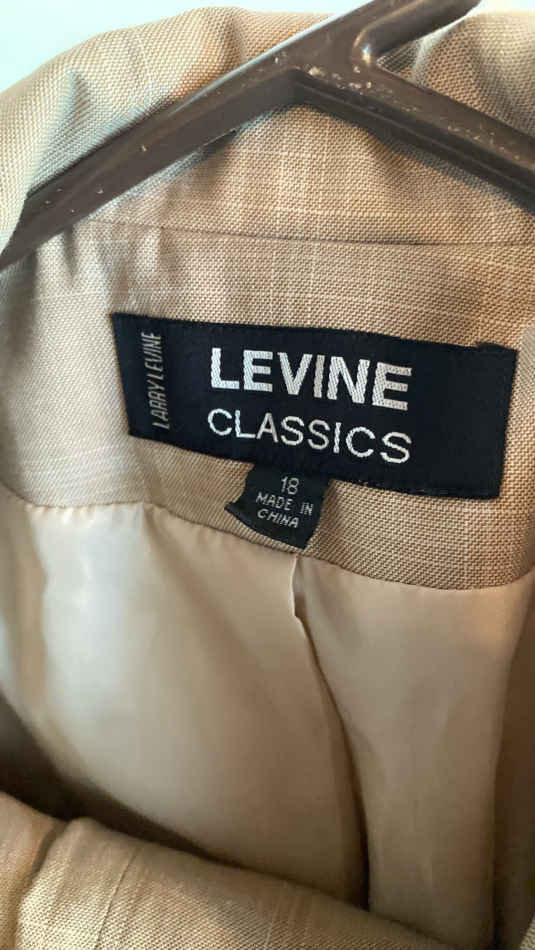 LARRY LEVINE
LEVINE
CLASSICS
18
MADE IN
CHINA